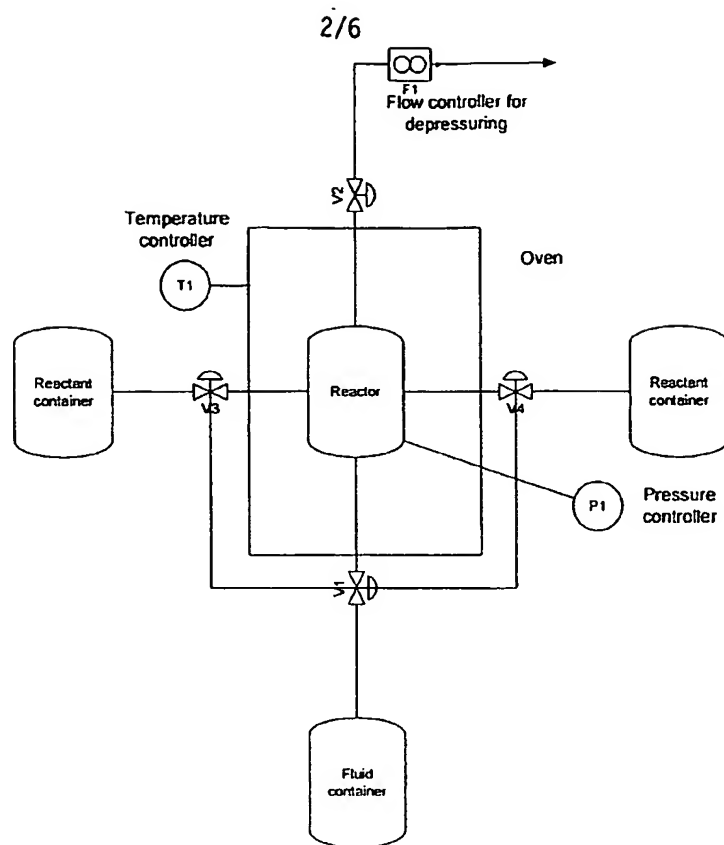 2/6
F1
Flow controller for
depressuring
V2
Temperature
controller
T1
Oven
Reactant
container
V3
Reactor
V4
Reactant
container
P1
Pressure
controller
V1
Fluid
container